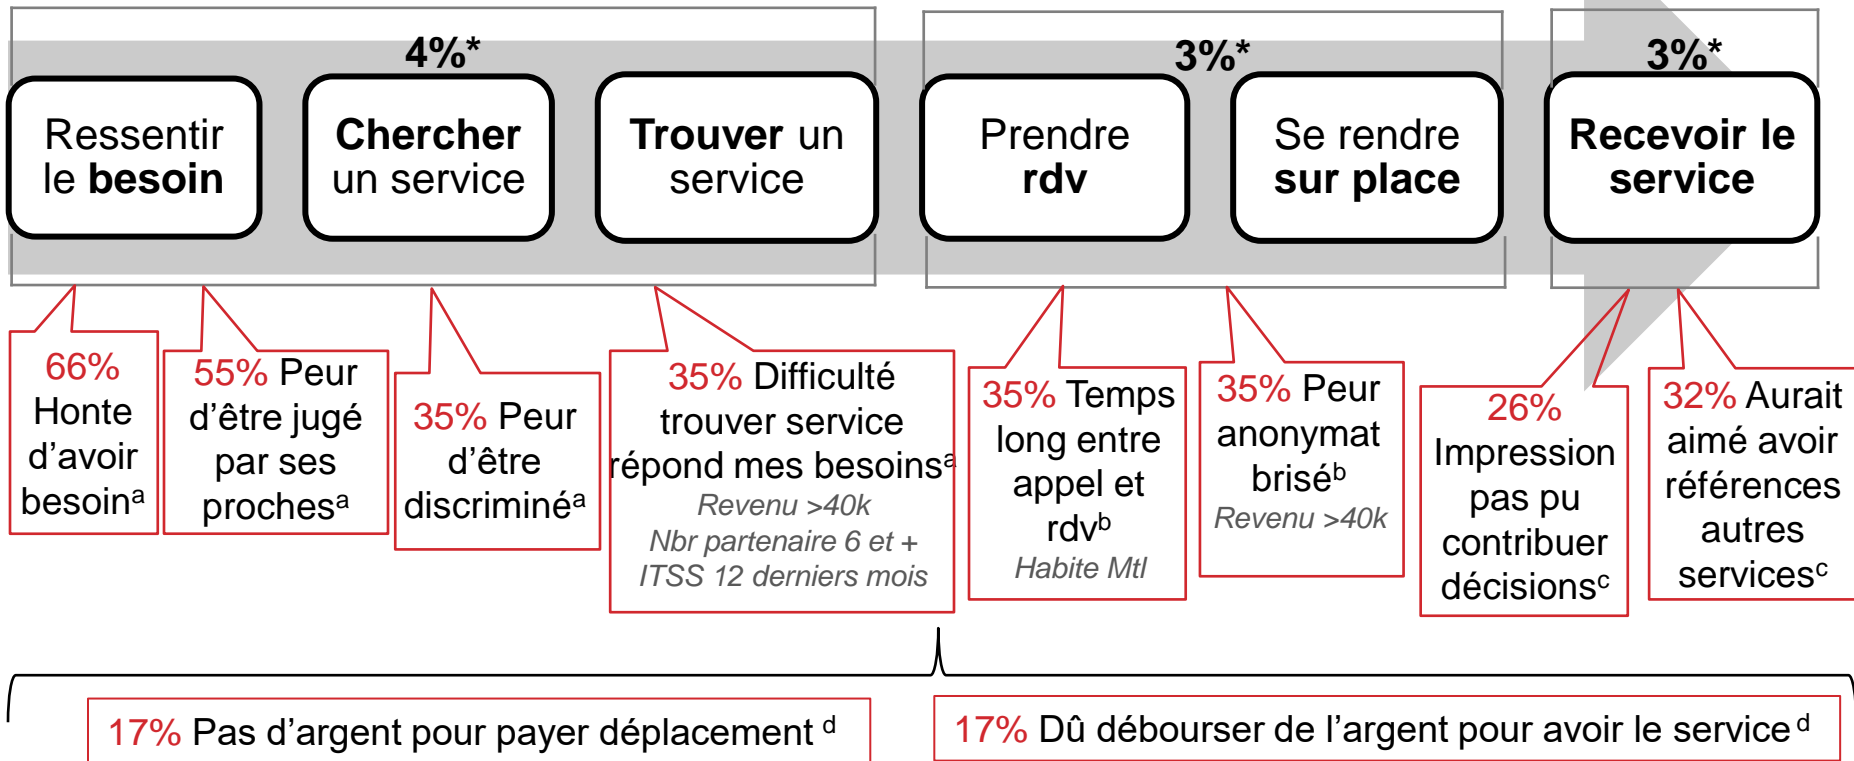 4%*
3%*
3%*
Ressentir
le besoin
Chercher
un service
Trouver un
service
Prendre
rdv
Se rendre
sur place
Recevoir le
service
66%
Honte
d'avoir
besoinᵃ
55% Peur
d'être jugé
par ses
prochesᵃ
35% Peur
d'être
discriminéᵃ
35% Difficulté
trouver service
répond mes besoinsᵃ
Revenu >40k
Nbr partenaire 6 et +
ITSS 12 derniers mois
35% Temps
long entre
appel et
rdvᵇ
Habite Mtl
35% Peur
anonymat
briséᵇ
Revenu >40k
26%
Impression
pas pu
contribuer
décisionsᶜ
32% Aurait
aimé avoir
références
autres
servicesᶜ
17% Pas d'argent pour payer déplacement ᵈ
17% Dû débourser de l'argent pour avoir le service ᵈ